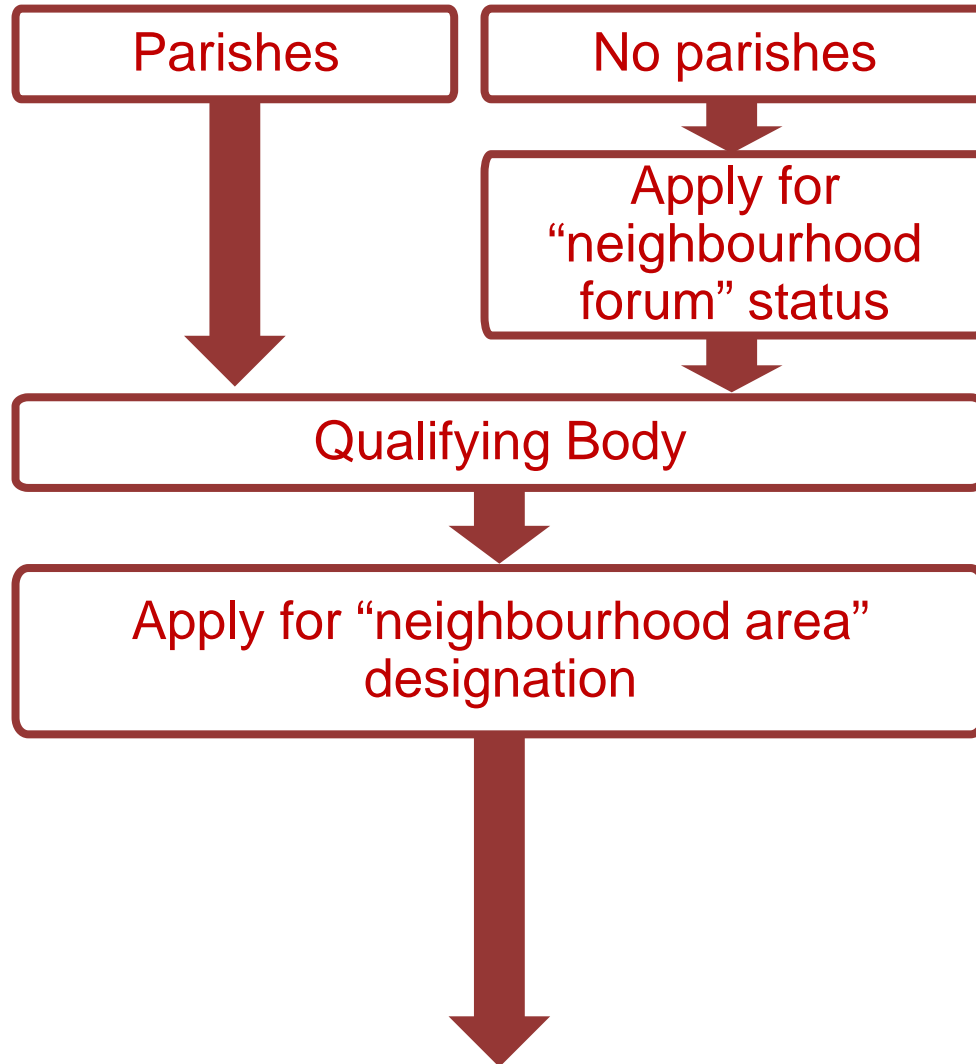 Parishes
No parishes
Apply for
“neighbourhood
forum” status
Qualifying Body
Apply for “neighbourhood area”
designation